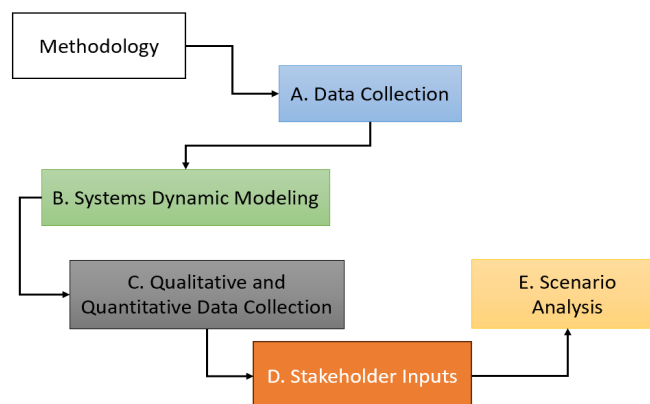 Methodology
A. Data Collection
B. Systems Dynamic Modeling
C. Qualitative and
Quantitative Data Collection
D. Stakeholder Inputs
E. Scenario
Analysis